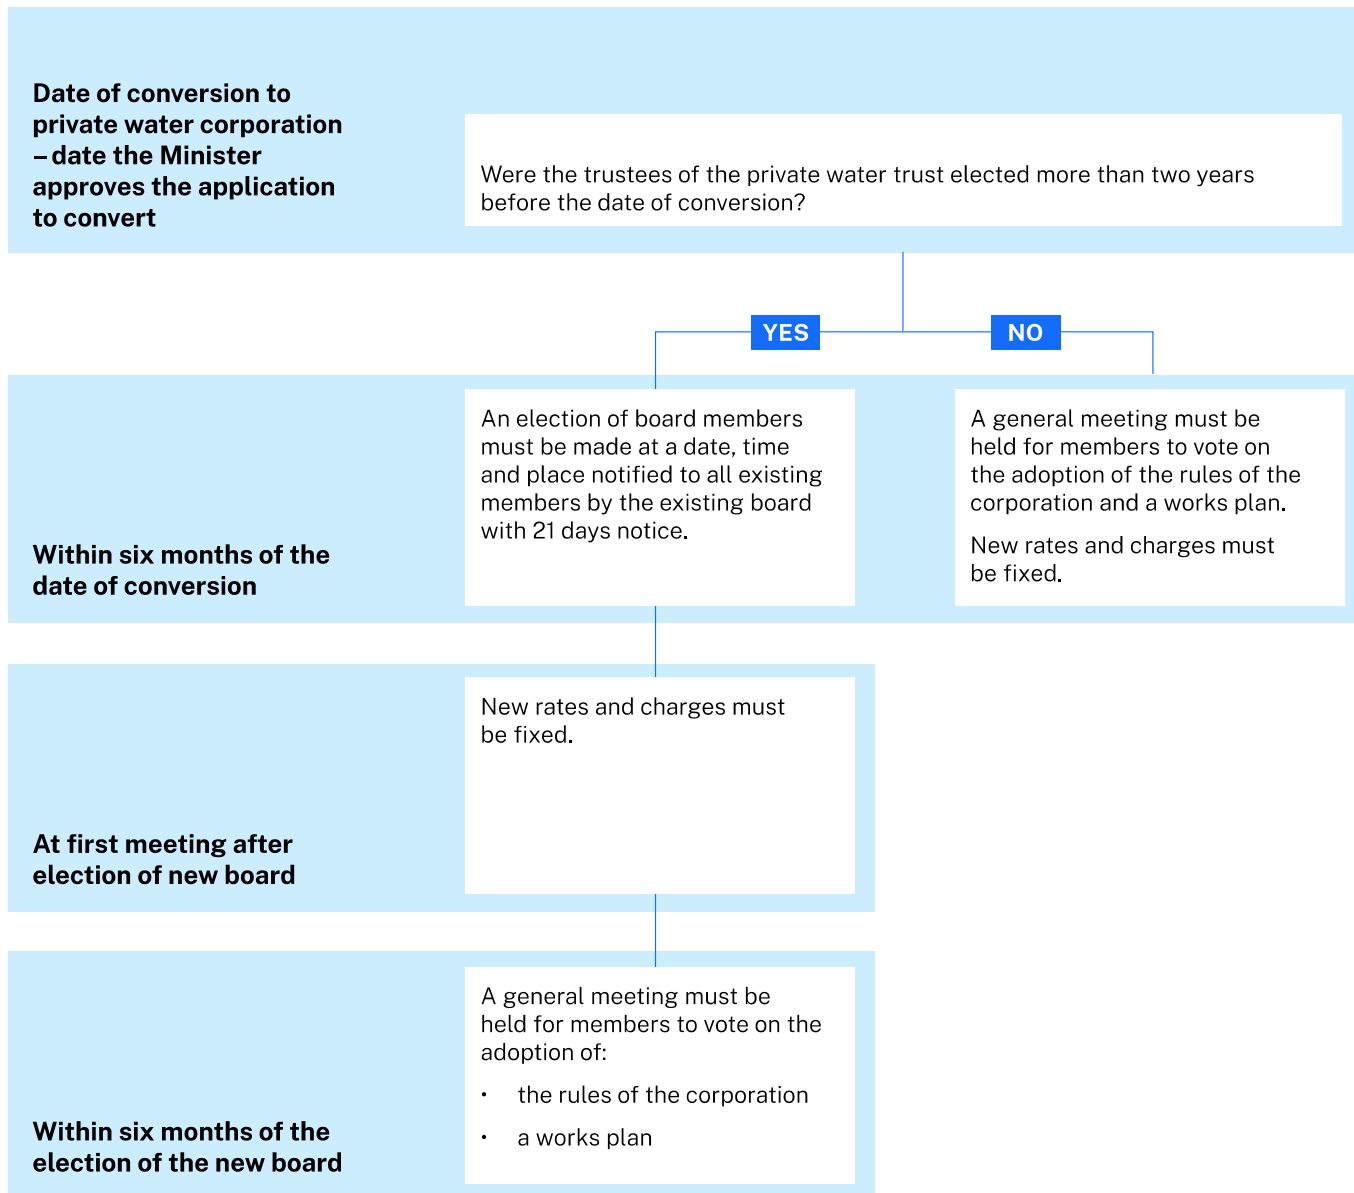 Date of conversion to
private water corporation
– date the Minister
approves the application
to convert
Were the trustees of the private water trust elected more than two years
before the date of conversion?
YES
NO
Within six months of the
date of conversion
An election of board members
must be made at a date, time
and place notified to all existing
members by the existing board
with 21 days notice.
A general meeting must be
held for members to vote on
the adoption of the rules of the
corporation and a works plan.
New rates and charges must
be fixed.
At first meeting after
election of new board
New rates and charges must
be fixed.
Within six months of the
election of the new board
A general meeting must be
held for members to vote on the
adoption of:
• the rules of the corporation
• a works plan